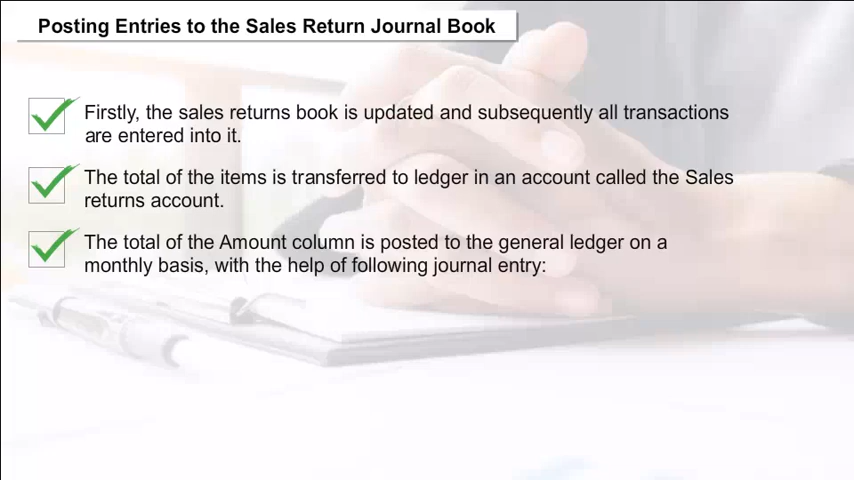 Posting Entries to the Sales Return Journal Book
Firstly, the sales returns book is updated and subsequently all transactions
are entered into it.
The total of the items is transferred to ledger in an account called the Sales
returns account.
The total of the Amount column is posted to the general ledger on a
monthly basis, with the help of following journal entry: